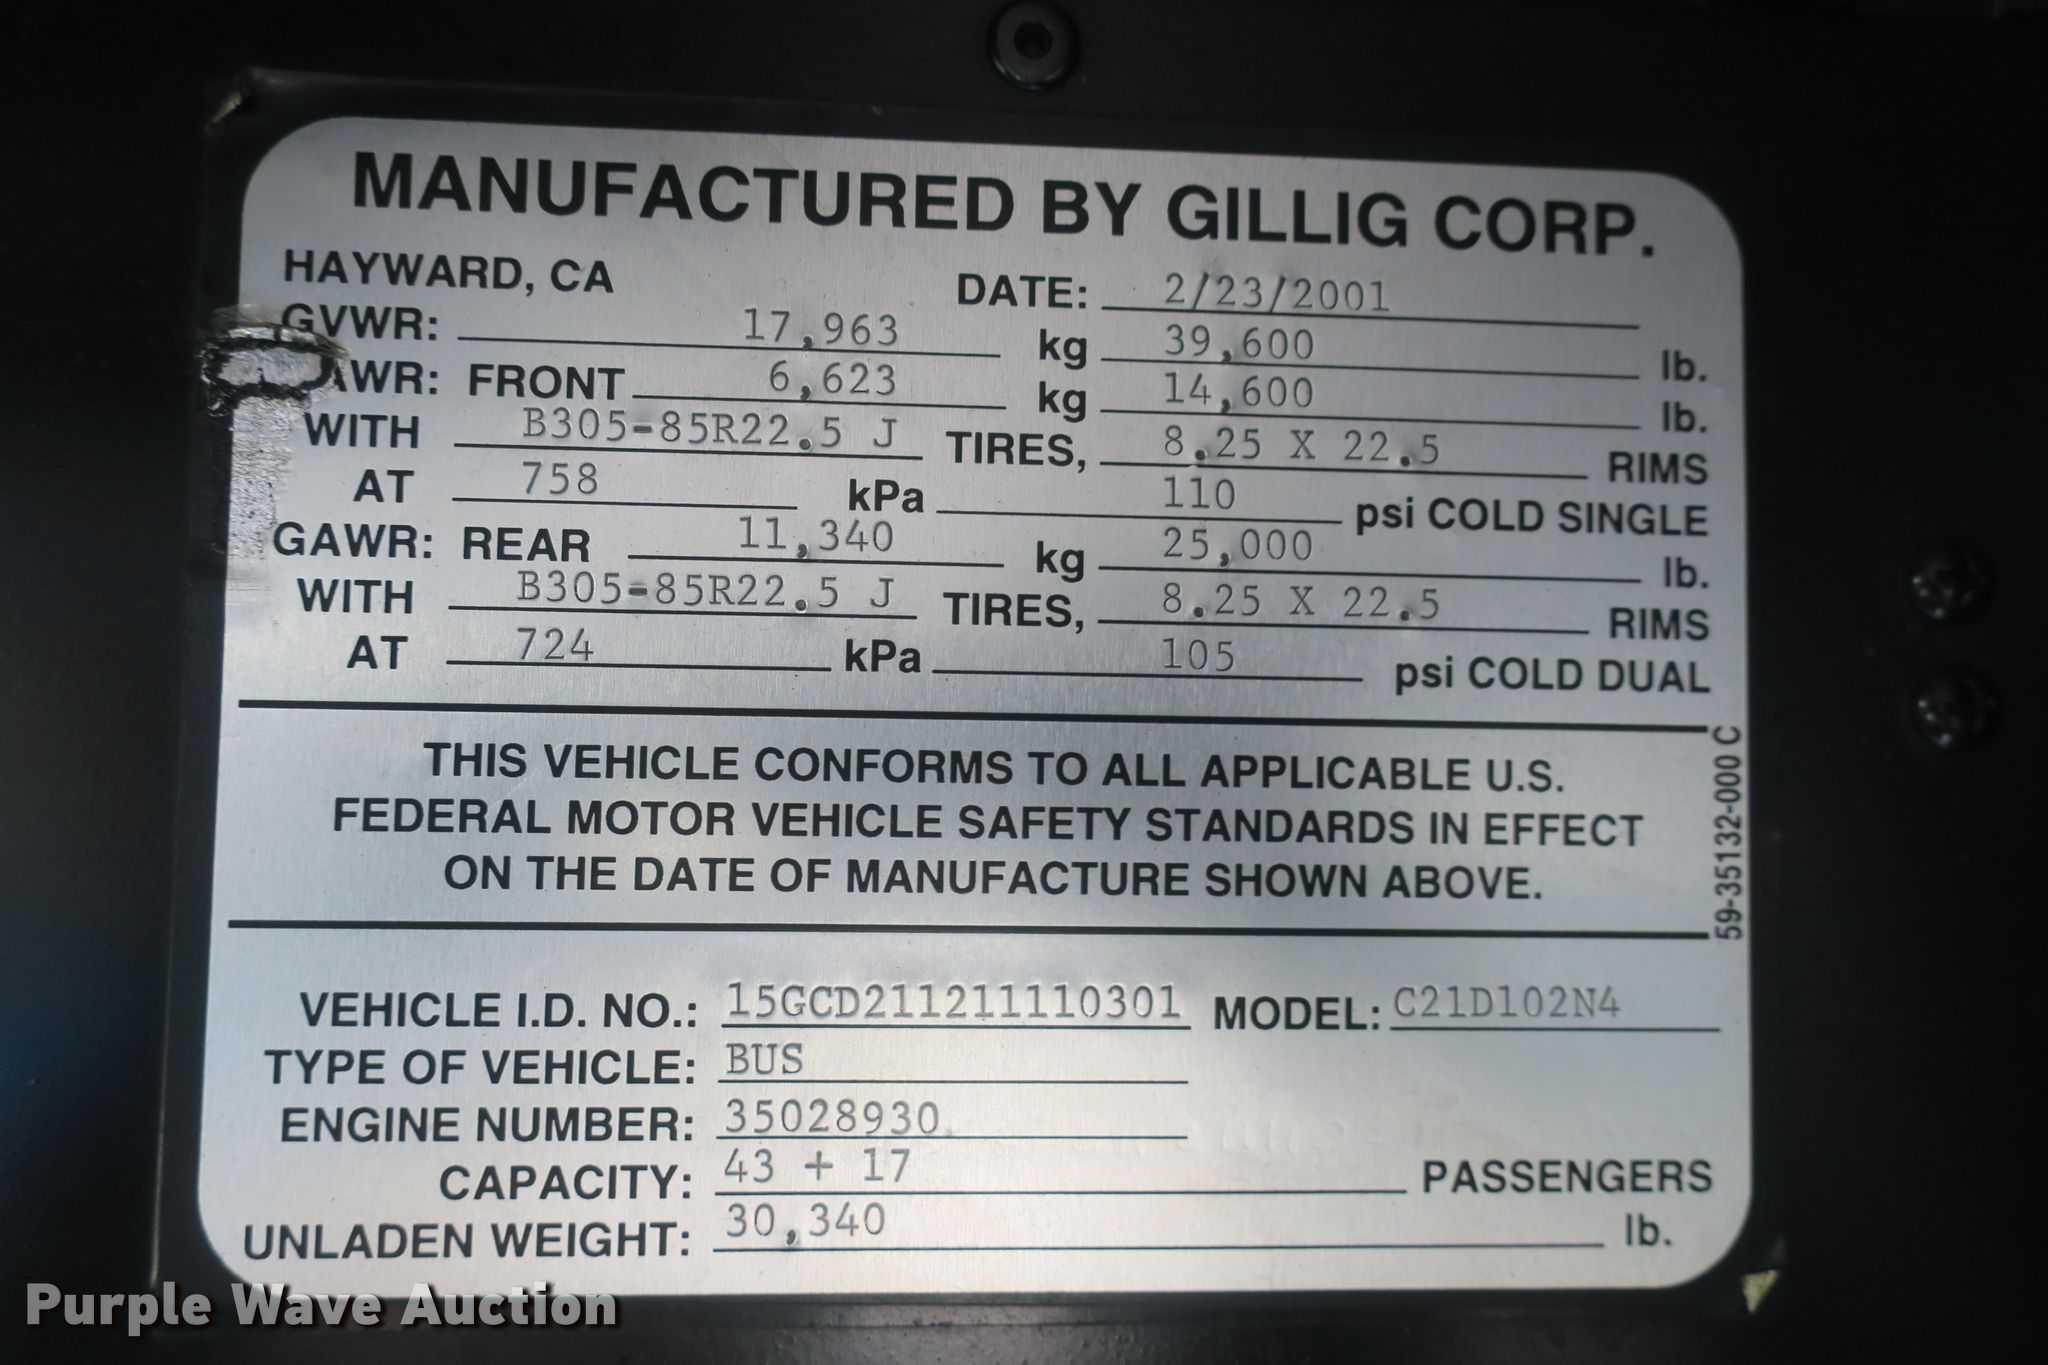 MANUFACTURED BY GILLIG CORP.
HAYWARD, CA DATE: 2/23/2001
GVWR: 17,963 kg 39,600 lb.
AWR: FRONT 6,623 kg 14,600 lb.
WITH B305-85R22.5 J TIRES, 8.25 X 22.5 RIMS
AT 758 kPa 110 psi COLD SINGLE
GAWR: REAR 11,340 kg 25,000 lb.
WITH B305-85R22.5 J TIRES, 8.25 X 22.5 RIMS
AT 724 kPa 105 psi COLD DUAL
THIS VEHICLE CONFORMS TO ALL APPLICABLE U.S.
FEDERAL MOTOR VEHICLE SAFETY STANDARDS IN EFFECT
ON THE DATE OF MANUFACTURE SHOWN ABOVE.
59-35132-000 C
VEHICLE I.D. NO.: 15GCD211211110301 MODEL: C21D102N4
TYPE OF VEHICLE: BUS
ENGINE NUMBER: 35028930
CAPACITY: 43 + 17 PASSENGERS
UNLADEN WEIGHT: 30,340 lb.
Purple Wave Auction